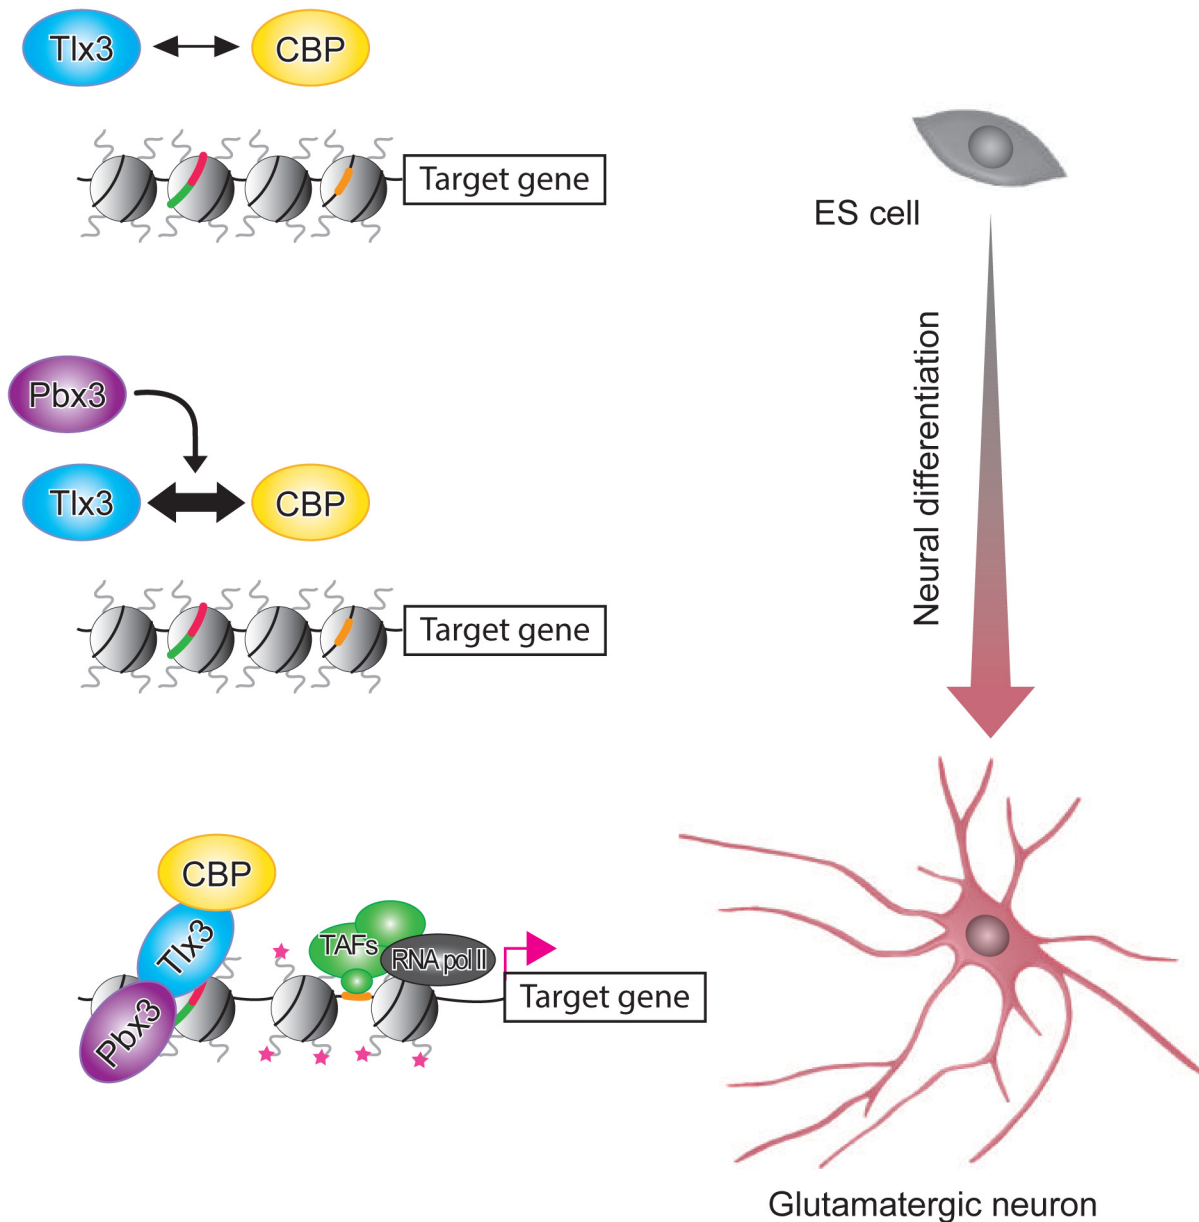 Tlx3
CBP
Target gene
ES cell
Neural differentiation
Pbx3
Tlx3
CBP
Target gene
CBP
Tlx3
Pbx3
TAFs
RNA pol II
Target gene
Glutamatergic neuron